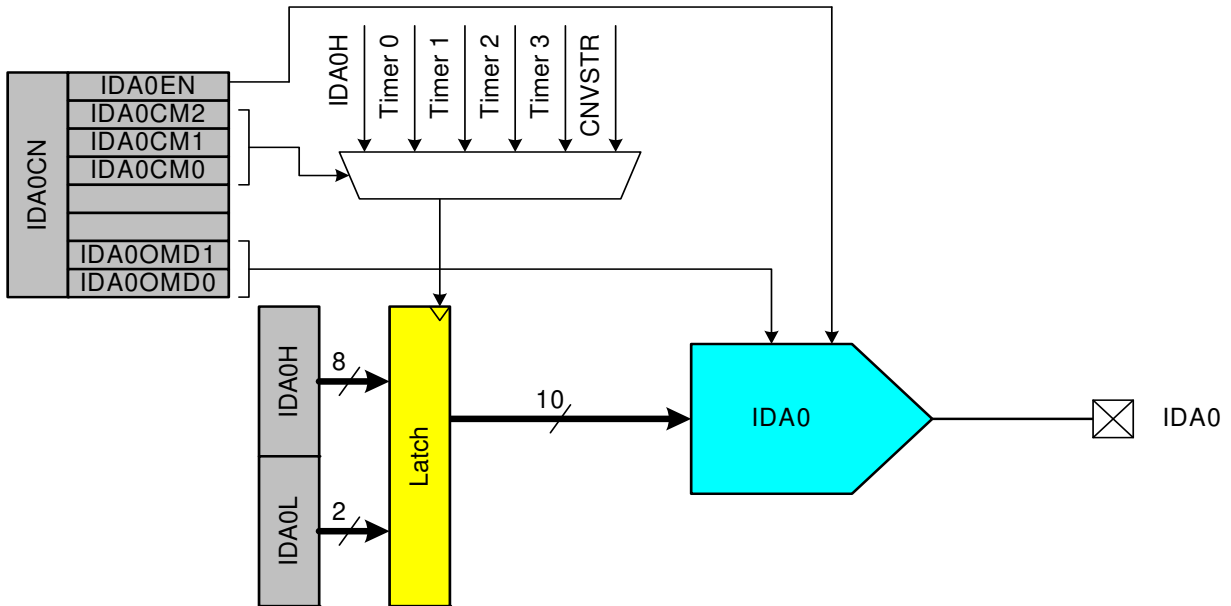 IDA0CN
IDA0EN
IDA0CM2
IDA0CM1
IDA0CM0
IDA0OMD1
IDA0OMD0
IDA0H
Timer 0
Timer 1
Timer 2
Timer 3
CNVSTR
IDA0H
8
IDA0L
2
Latch
10
IDA0
IDA0